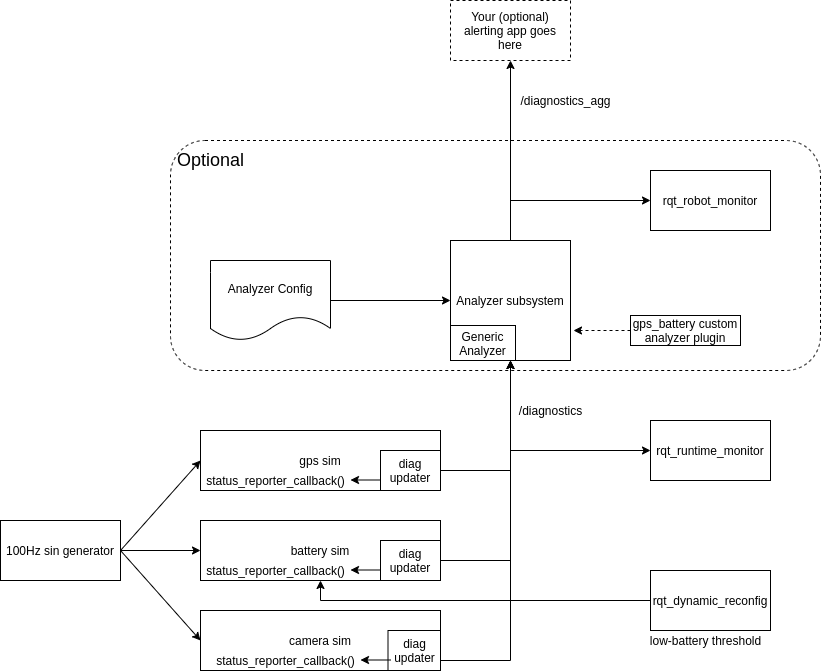 Your (optional)
alerting app goes
here
/diagnostics_agg
Optional
rqt_robot_monitor
Analyzer Config
Analyzer subsystem
gps_battery custom
analyzer plugin
Generic
Analyzer
/diagnostics
rqt_runtime_monitor
gps sim
status_reporter_callback()
diag
updater
100Hz sin generator
battery sim
status_reporter_callback()
diag
updater
rqt_dynamic_reconfig
low-battery threshold
camera sim
status_reporter_callback()
diag
updater